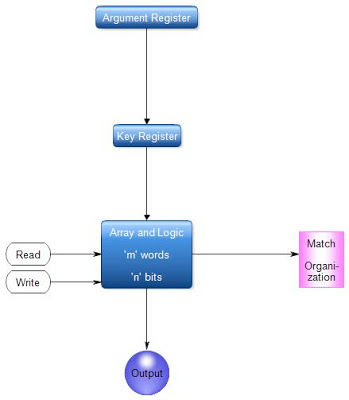 Argument Register
Key Register
Array and Logic
'm' words
'n' bits
Read
Write
Match
Organi-
zation
Output